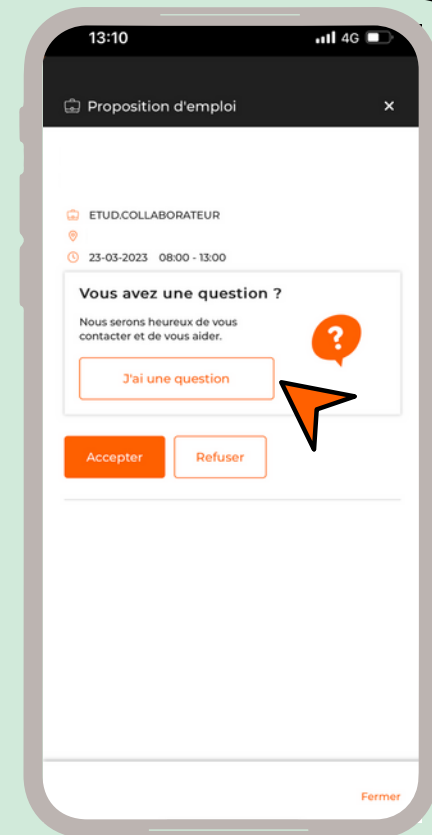 13:10 4G
Proposition d'emploi ×
ETUD.COLLABORATEUR
23-03-2023 08:00 - 13:00
Vous avez une question ?
Nous serons heureux de vous
contacter et de vous aider.
?
J'ai une question
Accepter Refuser
Fermer